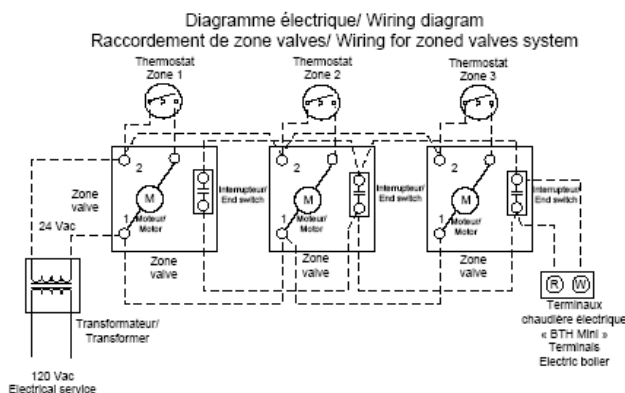 Diagramme électrique/ Wiring diagram
Raccordement de zone valves/ Wiring for zoned valves system
Thermostat
Zone 1
Thermostat
Zone 2
Thermostat
Zone 3
2
2
2
Zone
valve
Interrupteur/
End switch
Interrupteur/
End switch
Interrupteur/
End switch
M
M
M
24 Vac
1
Moteur/
Motor
1
Moteur/
Motor
1
Moteur/
Motor
Zone
valve
Zone
valve
Zone
valve
R
W
Transformateur/
Transformer
Terminaux
chaudière électrique
« BTH Mini »
Terminals
Electric boiler
120 Vac
Electrical service